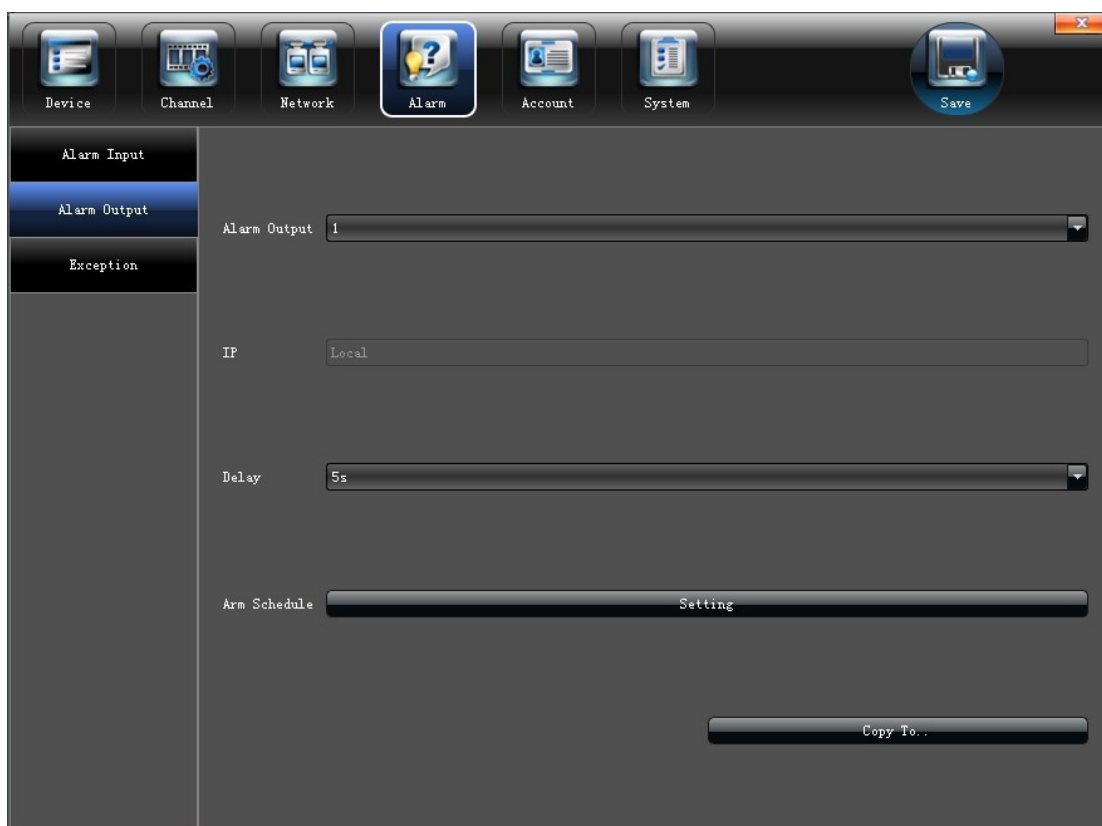 Device Channel Network Alarm Account System Save
Alarm Input
Alarm Output
Exception
Alarm Output 1
IP Local
Delay 5s
Arm Schedule Setting
Copy To..